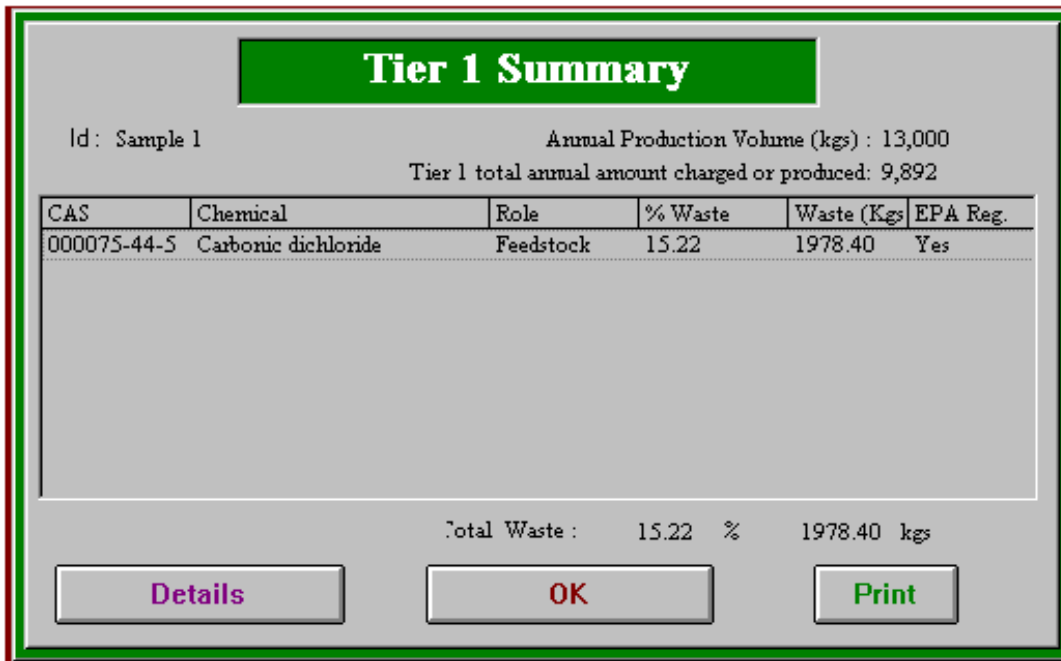 Tier 1 Summary
Id : Sample 1 Annual Production Volume (kgs) : 13,000
Tier 1 total annual amount charged or produced: 9,892
CAS Chemical Role % Waste Waste (Kgs EPA Reg.
000075-44-5 Carbonic dichloride Feedstock 15.22 1978.40 Yes
Total Waste : 15.22 % 1978.40 kgs
Details OK Print